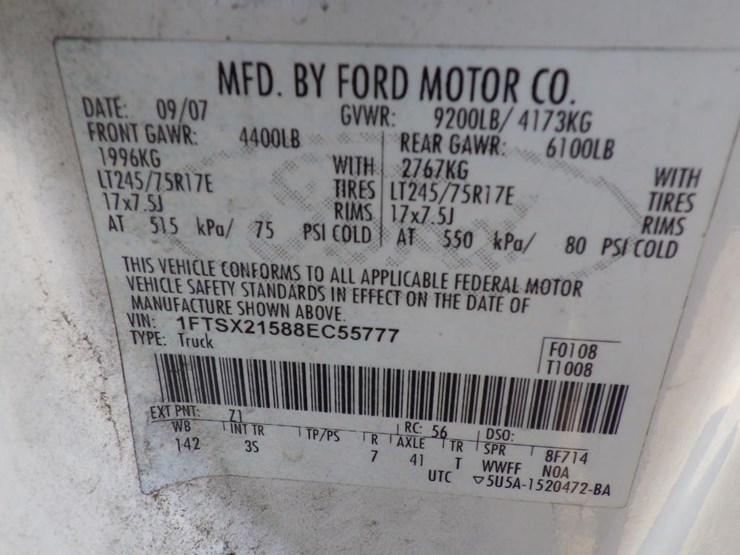 MFD. BY FORD MOTOR CO.
DATE: 09/07 GVWR: 9200LB/ 4173KG
FRONT GAWR: 4400LB REAR GAWR: 6100LB
1996KG WITH 2767KG WITH
LT245/75R17E TIRES LT245/75R17E TIRES
17x7.5J RIMS 17x7.5J RIMS
AT 515 kPa/ 75 PSI COLD AT 550 kPa/ 80 PSI COLD
THIS VEHICLE CONFORMS TO ALL APPLICABLE FEDERAL MOTOR
VEHICLE SAFETY STANDARDS IN EFFECT ON THE DATE OF
MANUFACTURE SHOWN ABOVE.
VIN: 1FTSX21588EC55777
TYPE: Truck
F0108
T1008
EXT PNT: Z1 RC: 56 DSO:
WB INT TR TP/PS R AXLE TR SPR 8F714
142 3S 7 41 T WWFF NOA
UTC ▽5U5A-1520472-BA